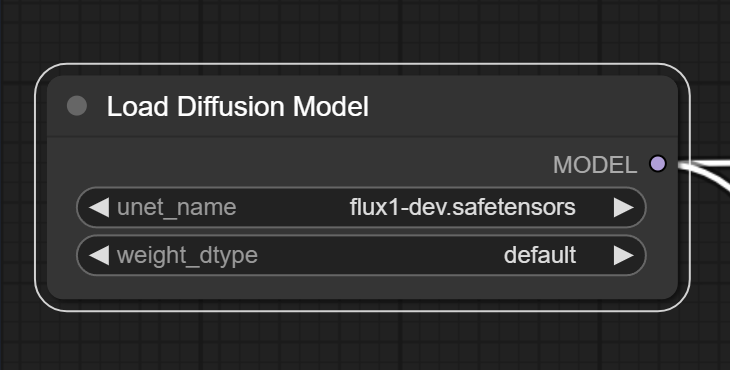 Load Diffusion Model
MODEL
unet_name flux1-dev.safetensors
weight_dtype default